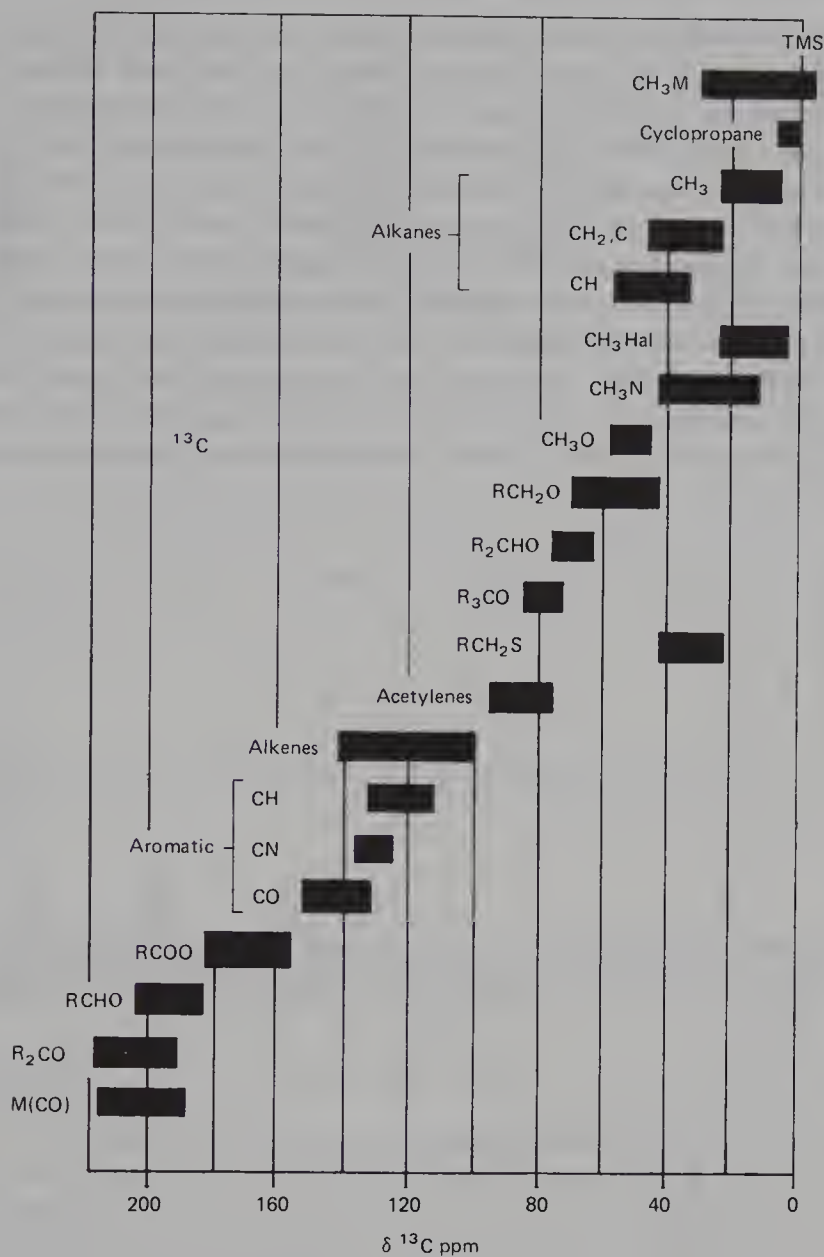 TMS
CH₃M
Cyclopropane
CH₃
Alkanes
CH₂,C
CH
CH₃Hal
CH₃N
¹³C
CH₃O
RCH₂O
R₂CHO
R₃CO
RCH₂S
Acetylenes
Alkenes
CH
Aromatic
CN
CO
RCOO
RCHO
R₂CO
M(CO)
200 160 120 80 40 0
δ ¹³C ppm